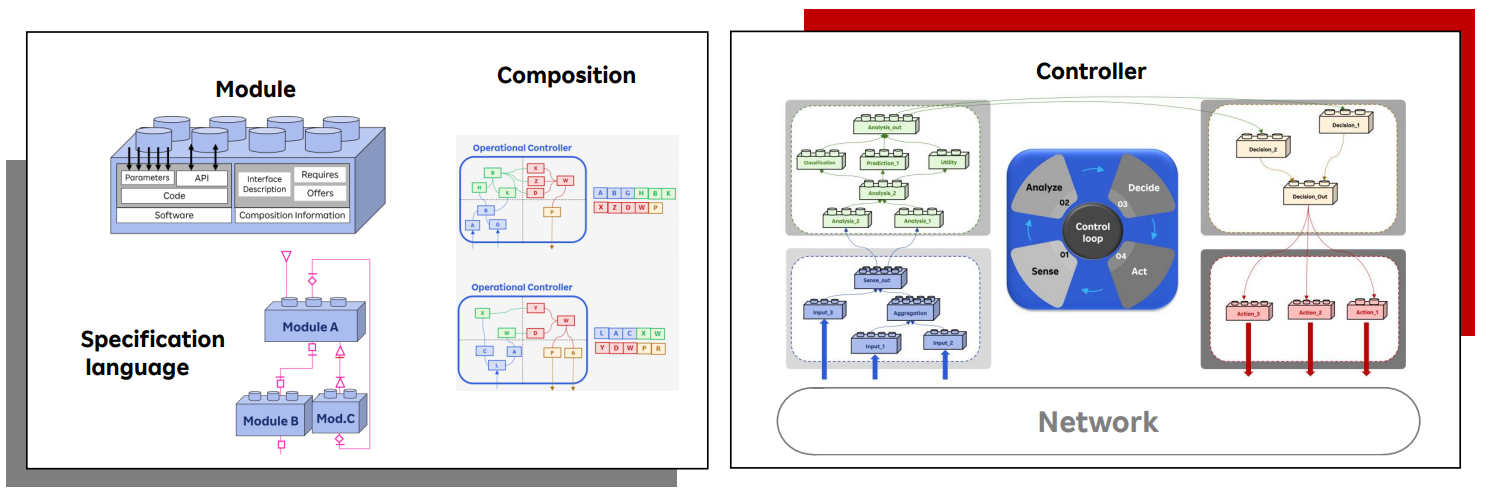 Module
Parameters
API
Code
Software
Interface
Description
Requires
Offers
Composition Information
Specification
language
Module A
Module B
Mod.C
Composition
Operational Controller
B
H
K
B
A
G
X
Z
D
W
P
A B G H B K
X Z D W P
Operational Controller
X
W
C
A
L
Y
D
W
P
R
L A C X W
Y D W P R
Controller
Analysis_out
Classification
Prediction_1
Utility
Analysis_2
Analysis_2
Analysis_1
Sense_out
Input_3
Aggregation
Input_1
Input_2
Analyze
02
Decide
03
Control
loop
01
Sense
04
Act
Decision_1
Decision_2
Decision_Out
Action_3
Action_2
Action_1
Network